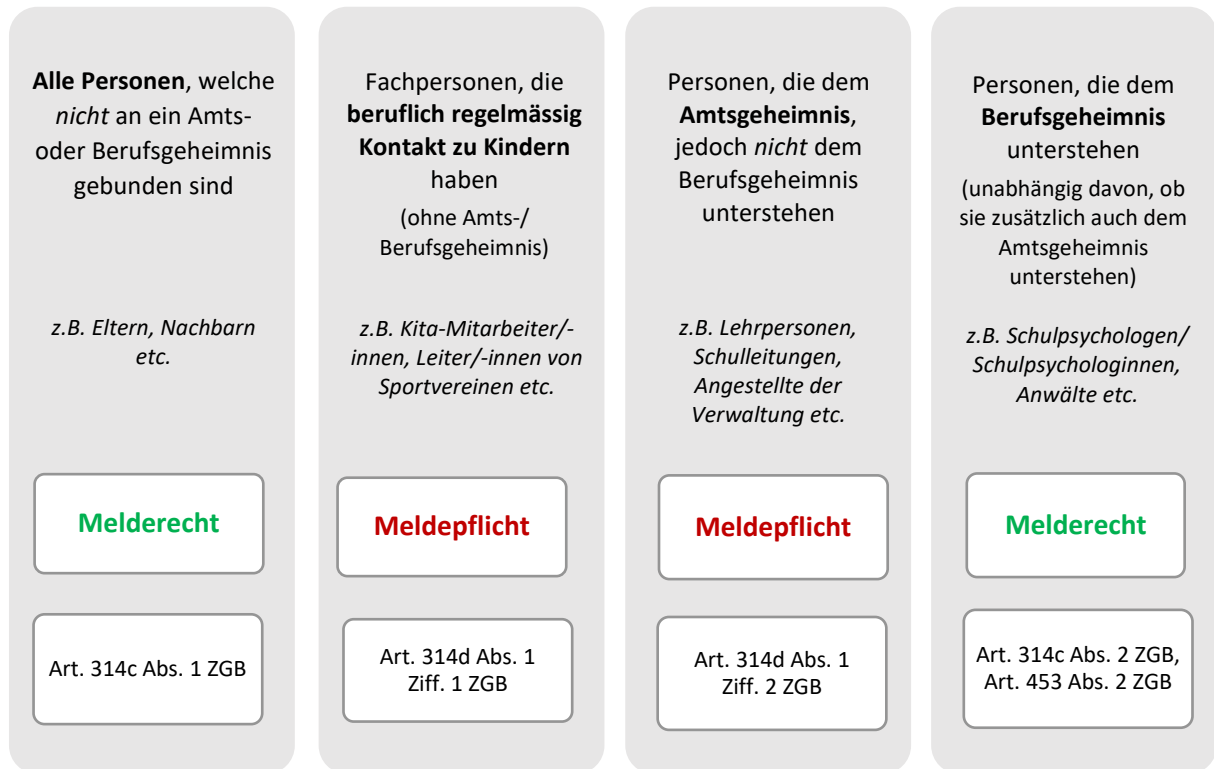 Alle Personen, welche
nicht an ein Amts-
oder Berufsgeheimnis
gebunden sind
z.B. Eltern, Nachbarn
etc.
Melderecht
Art. 314c Abs. 1 ZGB
Fachpersonen, die
beruflich regelmässig
Kontakt zu Kindern
haben
(ohne Amts-/
Berufsgeheimnis)
z.B. Kita-Mitarbeiter/-
innen, Leiter/-innen von
Sportvereinen etc.
Meldepflicht
Art. 314d Abs. 1
Ziff. 1 ZGB
Personen, die dem
Amtsgeheimnis,
jedoch nicht dem
Berufsgeheimnis
unterstehen
z.B. Lehrpersonen,
Schulleitungen,
Angestellte der
Verwaltung etc.
Meldepflicht
Art. 314d Abs. 1
Ziff. 2 ZGB
Personen, die dem
Berufsgeheimnis
unterstehen
(unabhängig davon, ob
sie zusätzlich auch dem
Amtsgeheimnis
unterstehen)
z.B. Schulpsychologen/
Schulpsychologinnen,
Anwälte etc.
Melderecht
Art. 314c Abs. 2 ZGB,
Art. 453 Abs. 2 ZGB